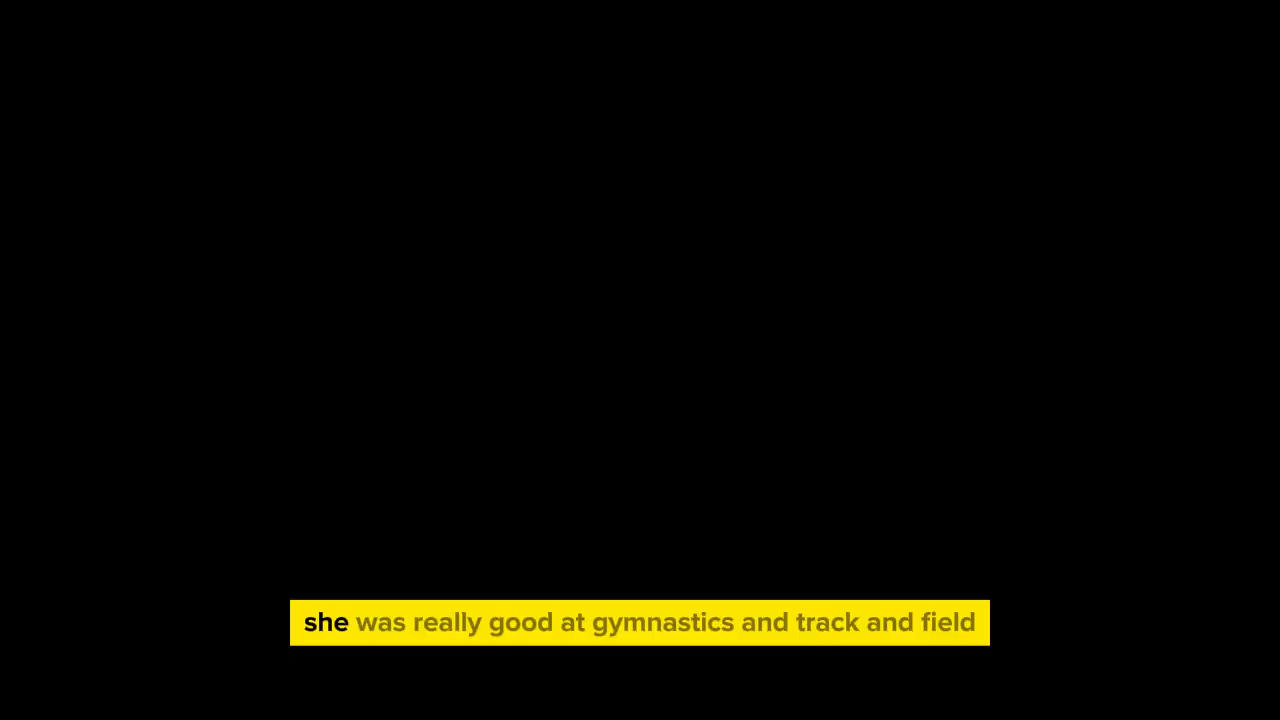 she was really good at gymnastics and track and field